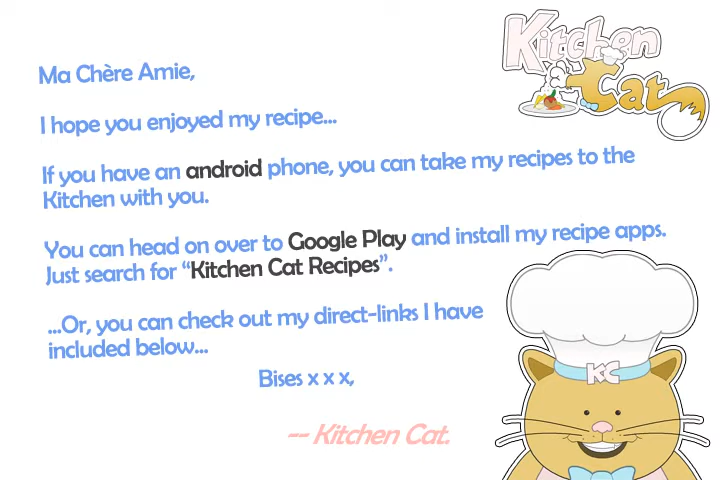 Kitchen
Cat
Ma Chère Amie,
I hope you enjoyed my recipe...
If you have an android phone, you can take my recipes to the
Kitchen with you.
You can head on over to Google Play and install my recipe apps.
Just search for “Kitchen Cat Recipes”.
...Or, you can check out my direct-links I have
included below...
Bises x x x,
-- Kitchen Cat.
KC